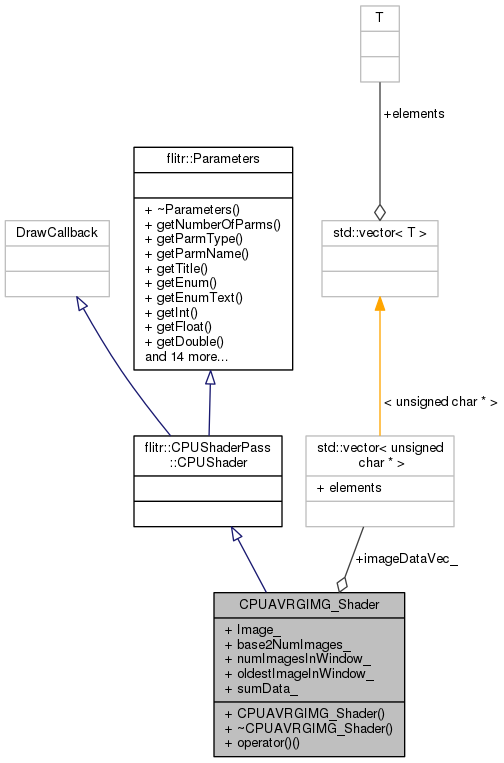 T
+elements
flitr::Parameters
+ ~Parameters()
+ getNumberOfParms()
+ getParmType()
+ getParmName()
+ getTitle()
+ getEnum()
+ getEnumText()
+ getInt()
+ getFloat()
+ getDouble()
and 14 more...
DrawCallback
std::vector< T >
< unsigned char * >
flitr::CPUShaderPass
::CPUShader
std::vector< unsigned
char * >
+ elements
+imageDataVec_
CPUAVRGIMG_Shader
+ Image_
+ base2NumImages_
+ numImagesInWindow_
+ oldestImageInWindow_
+ sumData_
+ CPUAVRGIMG_Shader()
+ ~CPUAVRGIMG_Shader()
+ operator()()